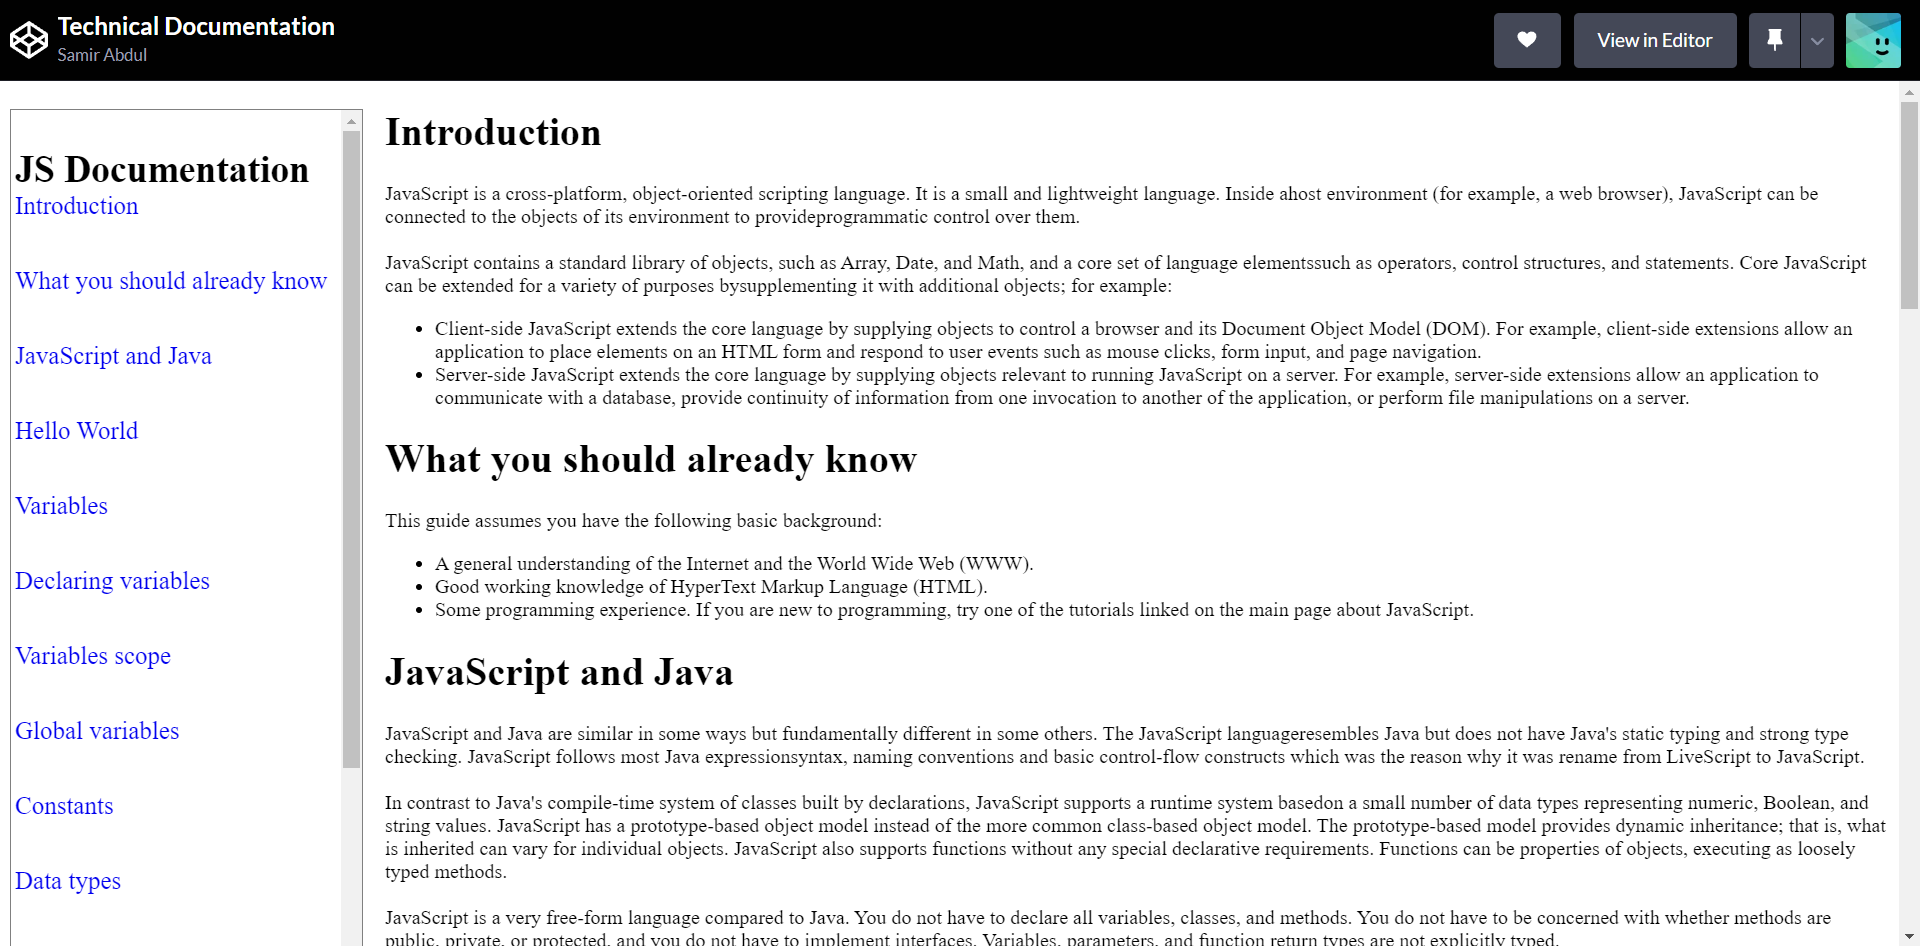 Technical Documentation
Samir Abdul
View in Editor
JS Documentation
Introduction
What you should already know
JavaScript and Java
Hello World
Variables
Declaring variables
Variables scope
Global variables
Constants
Data types
Introduction
JavaScript is a cross-platform, object-oriented scripting language. It is a small and lightweight language. Inside ahost environment (for example, a web browser), JavaScript can be
connected to the objects of its environment to provideprogrammatic control over them.
JavaScript contains a standard library of objects, such as Array, Date, and Math, and a core set of language elementssuch as operators, control structures, and statements. Core JavaScript
can be extended for a variety of purposes bysupplementing it with additional objects; for example:
• Client-side JavaScript extends the core language by supplying objects to control a browser and its Document Object Model (DOM). For example, client-side extensions allow an
application to place elements on an HTML form and respond to user events such as mouse clicks, form input, and page navigation.
• Server-side JavaScript extends the core language by supplying objects relevant to running JavaScript on a server. For example, server-side extensions allow an application to
communicate with a database, provide continuity of information from one invocation to another of the application, or perform file manipulations on a server.
What you should already know
This guide assumes you have the following basic background:
• A general understanding of the Internet and the World Wide Web (WWW).
• Good working knowledge of HyperText Markup Language (HTML).
• Some programming experience. If you are new to programming, try one of the tutorials linked on the main page about JavaScript.
JavaScript and Java
JavaScript and Java are similar in some ways but fundamentally different in some others. The JavaScript languageresembles Java but does not have Java's static typing and strong type
checking. JavaScript follows most Java expressionsyntax, naming conventions and basic control-flow constructs which was the reason why it was rename from LiveScript to JavaScript.
In contrast to Java's compile-time system of classes built by declarations, JavaScript supports a runtime system basedon a small number of data types representing numeric, Boolean, and
string values. JavaScript has a prototype-based object model instead of the more common class-based object model. The prototype-based model provides dynamic inheritance; that is, what
is inherited can vary for individual objects. JavaScript also supports functions without any special declarative requirements. Functions can be properties of objects, executing as loosely
typed methods.
JavaScript is a very free-form language compared to Java. You do not have to declare all variables, classes, and methods. You do not have to be concerned with whether methods are
public, private, or protected, and you do not have to implement interfaces. Variables, parameters, and function return types are not explicitly typed.